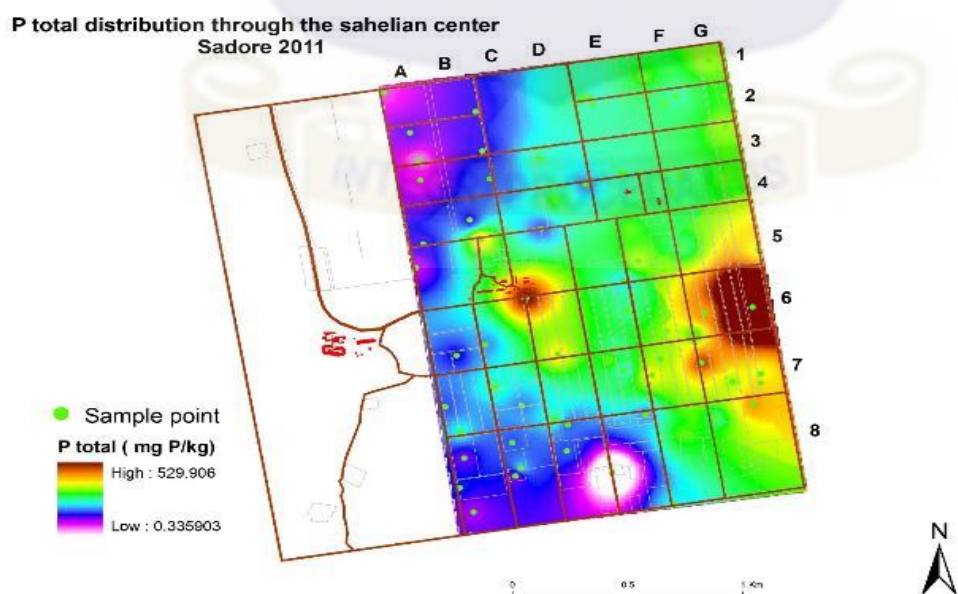 P total distribution through the sahelian center
Sadore 2011
A B C D E F G
1
2
3
4
5
6
7
8
Sample point
P total ( mg P/kg)
High : 529.906
Low : 0.335903
N
0 0.5 1 Km